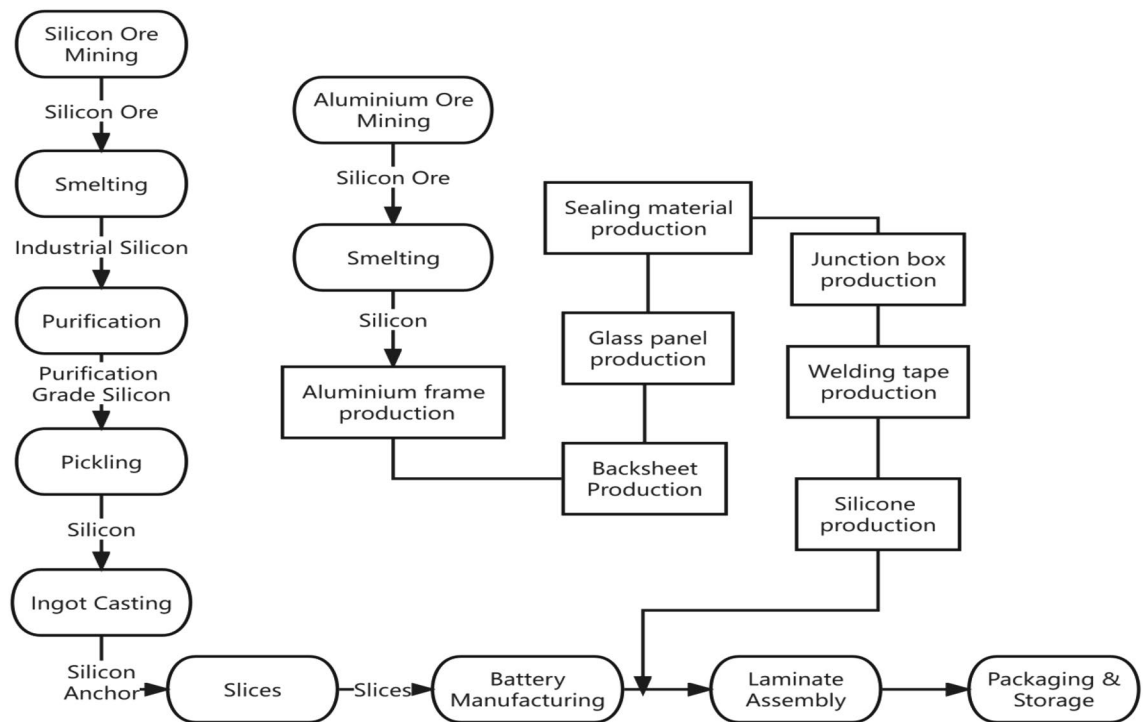 Silicon Ore
Mining
Silicon Ore
Smelting
Industrial Silicon
Purification
Purification
Grade Silicon
Pickling
Silicon
Ingot Casting
Silicon
Anchor
Slices
Slices
Battery
Manufacturing
Laminate
Assembly
Packaging &
Storage
Aluminium Ore
Mining
Silicon Ore
Smelting
Silicon
Aluminium frame
production
Backsheet
Production
Glass panel
production
Sealing material
production
Junction box
production
Welding tape
production
Silicone
production